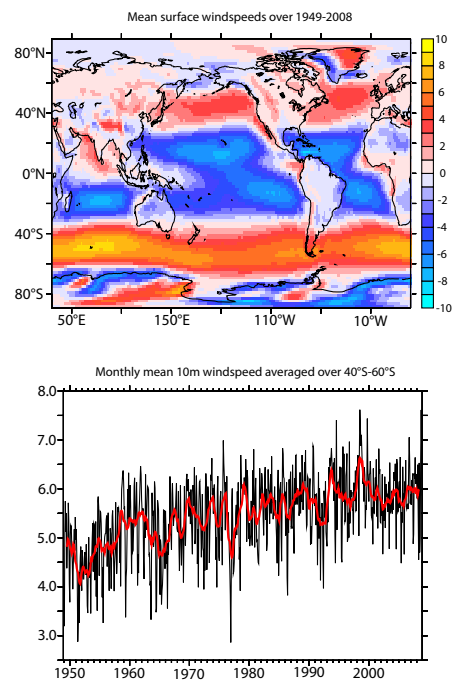 Mean surface windspeeds over 1949-2008
80°N
40°N
0°N
40°S
80°S
50°E 150°E 110°W 10°W
10
8
6
4
2
1
0
-1
-2
-4
-6
-8
-10
Monthly mean 10m windspeed averaged over 40°S-60°S
8.0
7.0
6.0
5.0
4.0
3.0
1950 1960 1970 1980 1990 2000